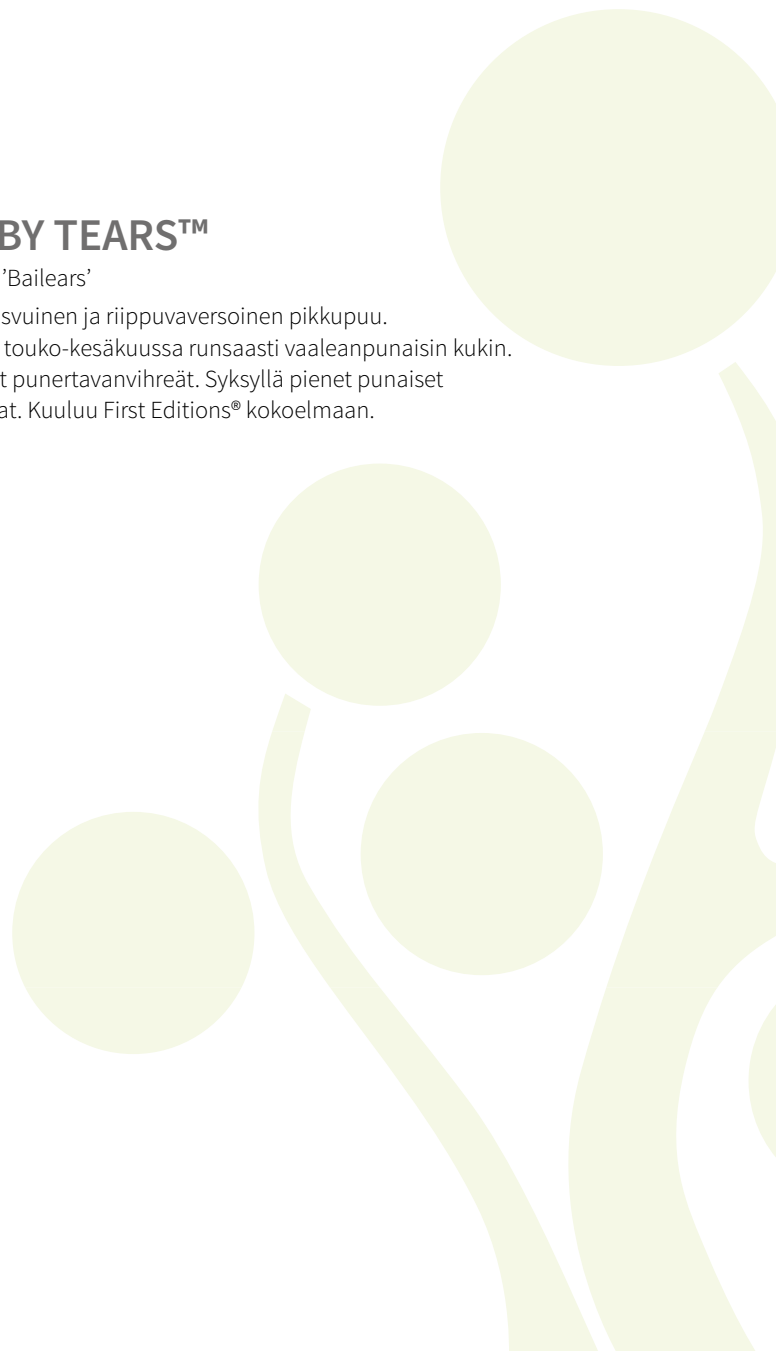 BY TEARS™
'Bailears'
svuinen ja riippuvaversoinen pikkupuu.
touko-kesäkuussa runsaasti vaaleanpunaisin kukin.
t punertavanvihreät. Syksyllä pienet punaiset
at. Kuuluu First Editions® kokoelmaan.